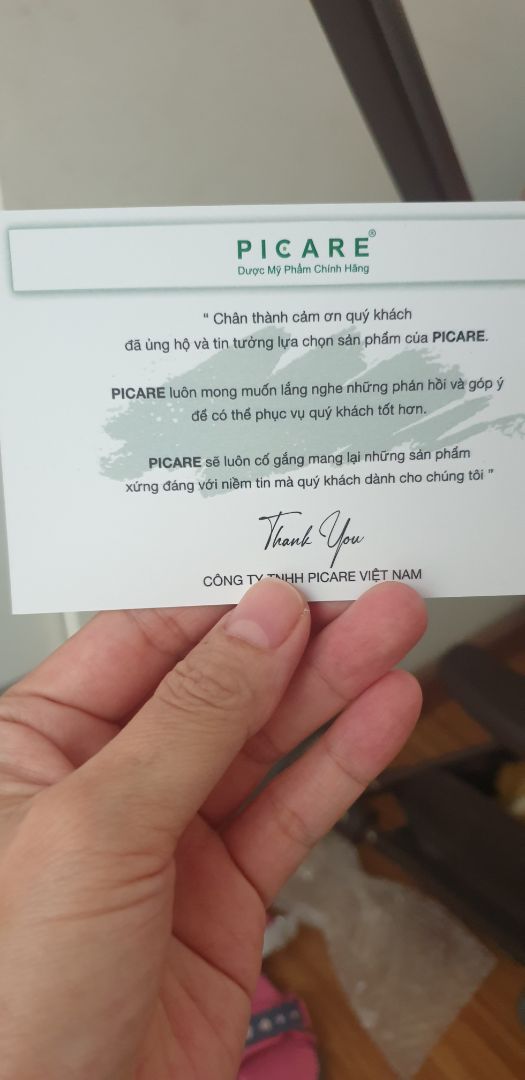 PICARE®
Dược Mỹ Phẩm Chính Hãng
“ Chân thành cảm ơn quý khách
đã ủng hộ và tin tưởng lựa chọn sản phẩm của PICARE.
PICARE luôn mong muốn lắng nghe những phản hồi và góp ý
để có thể phục vụ quý khách tốt hơn.
PICARE sẽ luôn cố gắng mang lại những sản phẩm
xứng đáng với niềm tin mà quý khách dành cho chúng tôi ”
Thank You
CÔNG TY TNHH PICARE VIỆT NAM